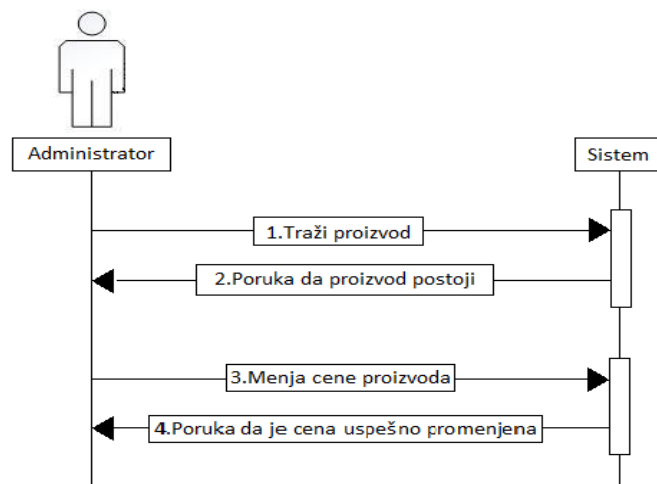 Administrator
Sistem
1.Traži proizvod
2.Poruka da proizvod postoji
3.Menja cene proizvoda
4.Poruka da je cena uspešno promenjena